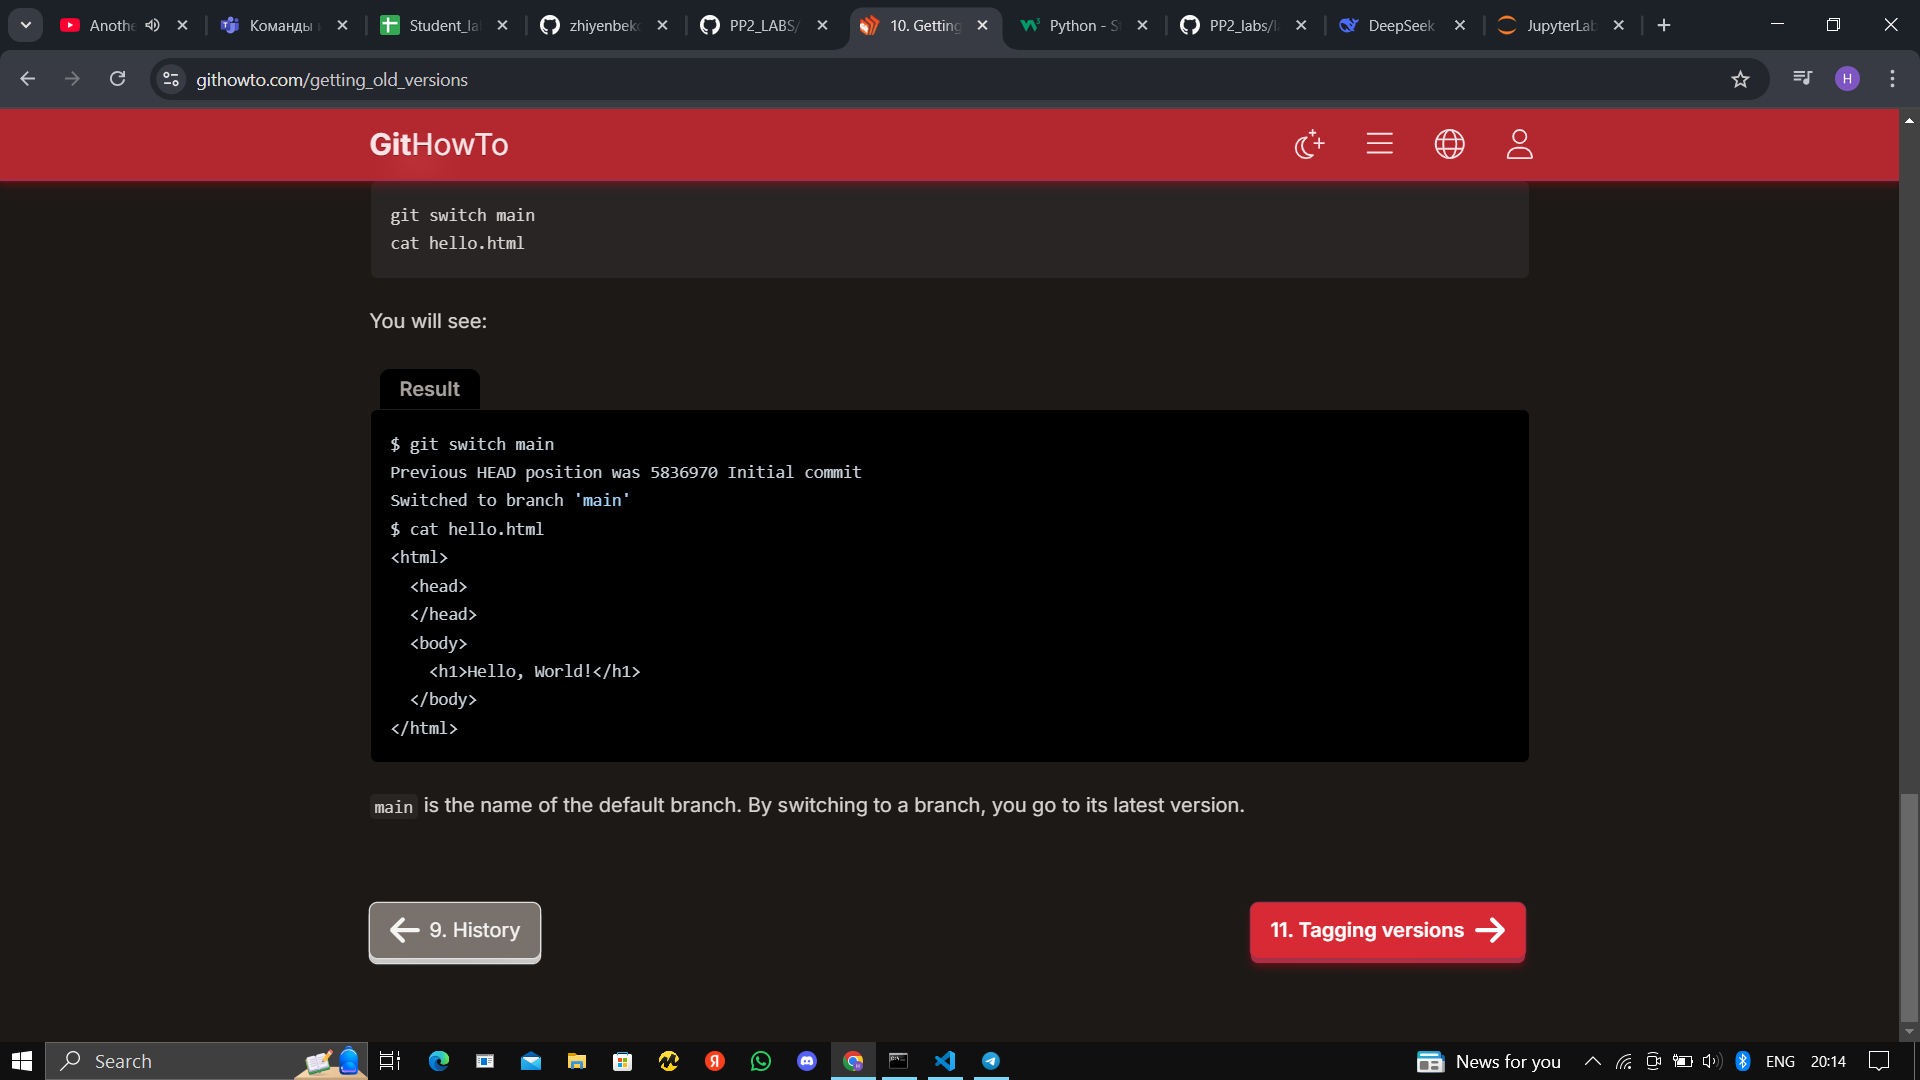 Anothe
Команды
Student_la
zhiyenbek
PP2_LABS/
10. Getting
Python - S
PP2_labs/l
DeepSeek
JupyterLab
githowto.com/getting_old_versions
H
GitHowTo
git switch main
cat hello.html
You will see:
Result
$ git switch main
Previous HEAD position was 5836970 Initial commit
Switched to branch 'main'
$ cat hello.html
<html>
<head>
</head>
<body>
<h1>Hello, World!</h1>
</body>
</html>
main is the name of the default branch. By switching to a branch, you go to its latest version.
9. History
11. Tagging versions
Search
News for you
ENG
20:14